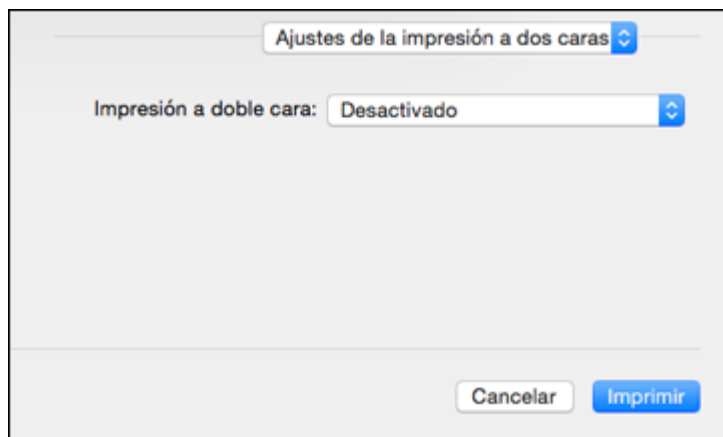 Ajustes de la impresión a dos caras
Impresión a doble cara: Desactivado
Cancelar Imprimir